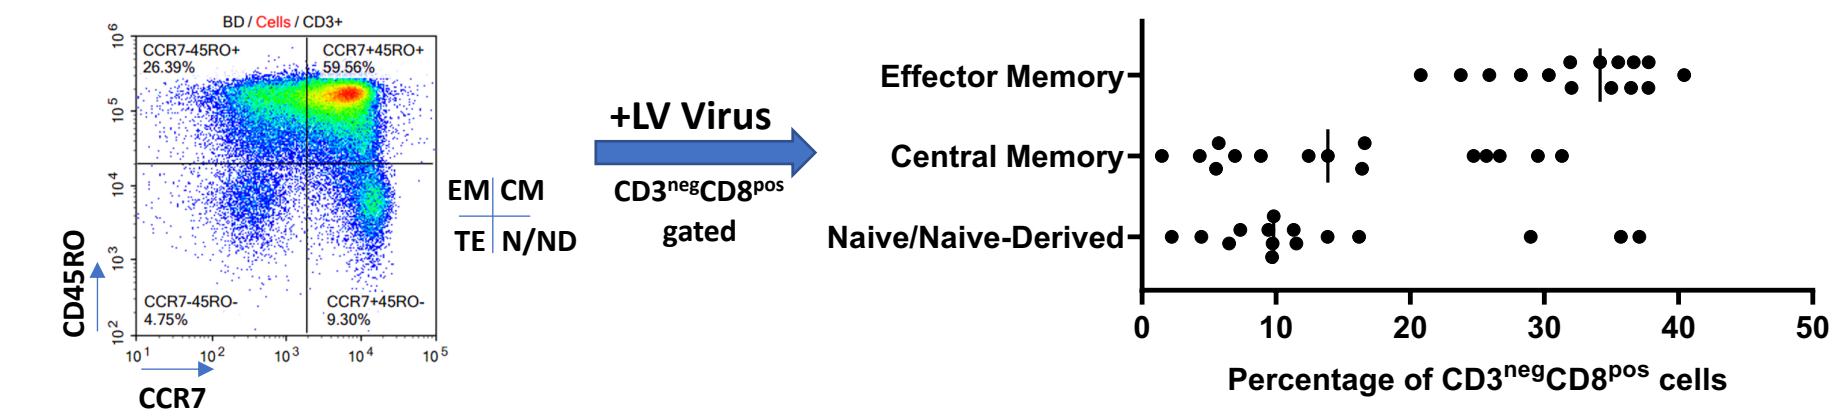 BD / Cells / CD3+
CCR7-45RO+
26.39%
CCR7+45RO+
59.56%
CCR7-45RO-
4.75%
CCR7+45RO-
9.30%
10^6
10^5
10^4
10^3
10^2
10^1 10^2 10^3 10^4 10^5
CD45RO
CCR7
EM CM
TE N/ND
+LV Virus
CD3^negCD8^pos
gated
Effector Memory
Central Memory
Naive/Naive-Derived
0 10 20 30 40 50
Percentage of CD3^negCD8^pos cells